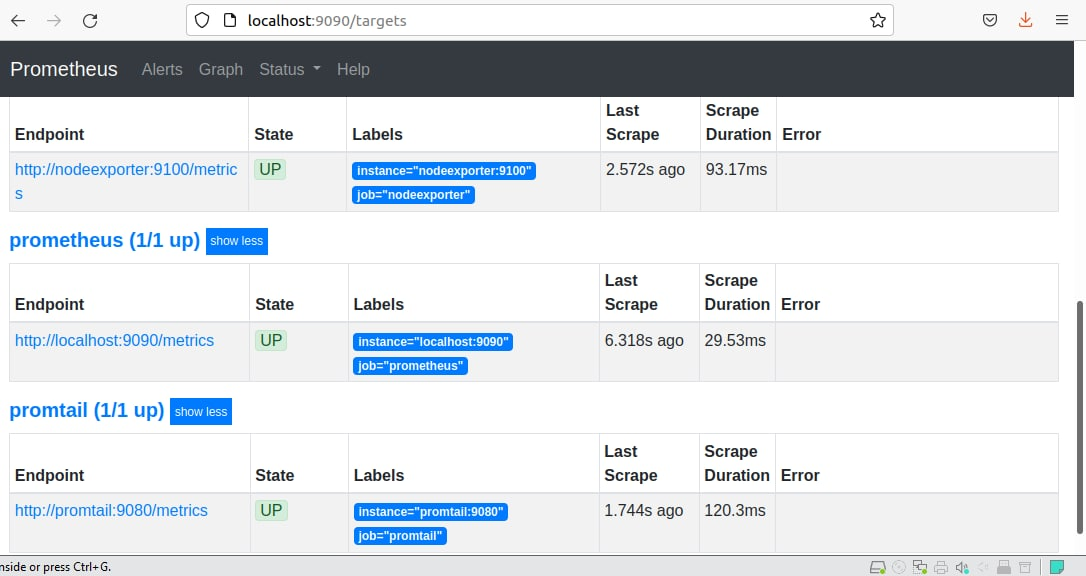 localhost:9090/targets
Prometheus Alerts Graph Status Help
Endpoint State Labels Last Scrape Scrape Duration Error
http://nodeexporter:9100/metrics UP instance="nodeexporter:9100" 2.572s ago 93.17ms
job="nodeexporter"
prometheus (1/1 up) show less
Endpoint State Labels Last Scrape Scrape Duration Error
http://localhost:9090/metrics UP instance="localhost:9090" 6.318s ago 29.53ms
job="prometheus"
promtail (1/1 up) show less
Endpoint State Labels Last Scrape Scrape Duration Error
http://promtail:9080/metrics UP instance="promtail:9080" 1.744s ago 120.3ms
job="promtail"
nside or press Ctrl+G.